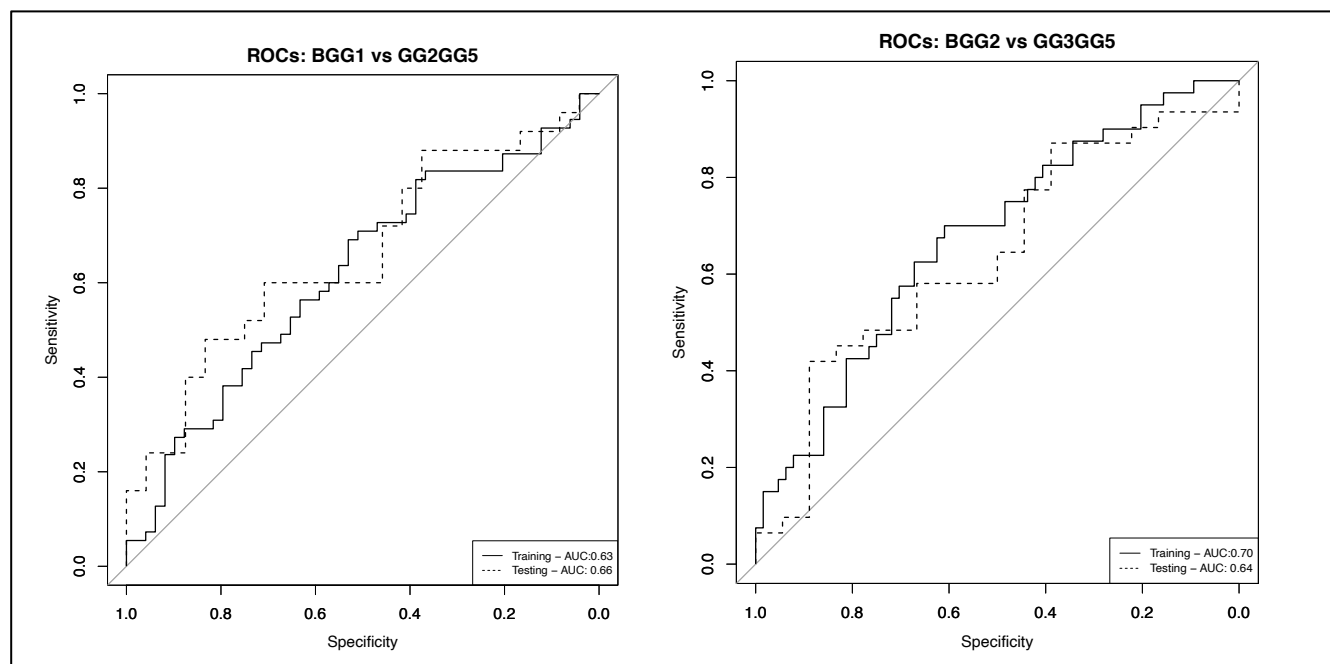 ROCs: BGG1 vs GG2GG5
Sensitivity
1.0
0.8
0.6
0.4
0.2
0.0
Training – AUC:0.63
Testing – AUC: 0.66
1.0 0.8 0.6 0.4 0.2 0.0
Specificity
ROCs: BGG2 vs GG3GG5
Sensitivity
1.0
0.8
0.6
0.4
0.2
0.0
Training – AUC:0.70
Testing – AUC: 0.64
1.0 0.8 0.6 0.4 0.2 0.0
Specificity